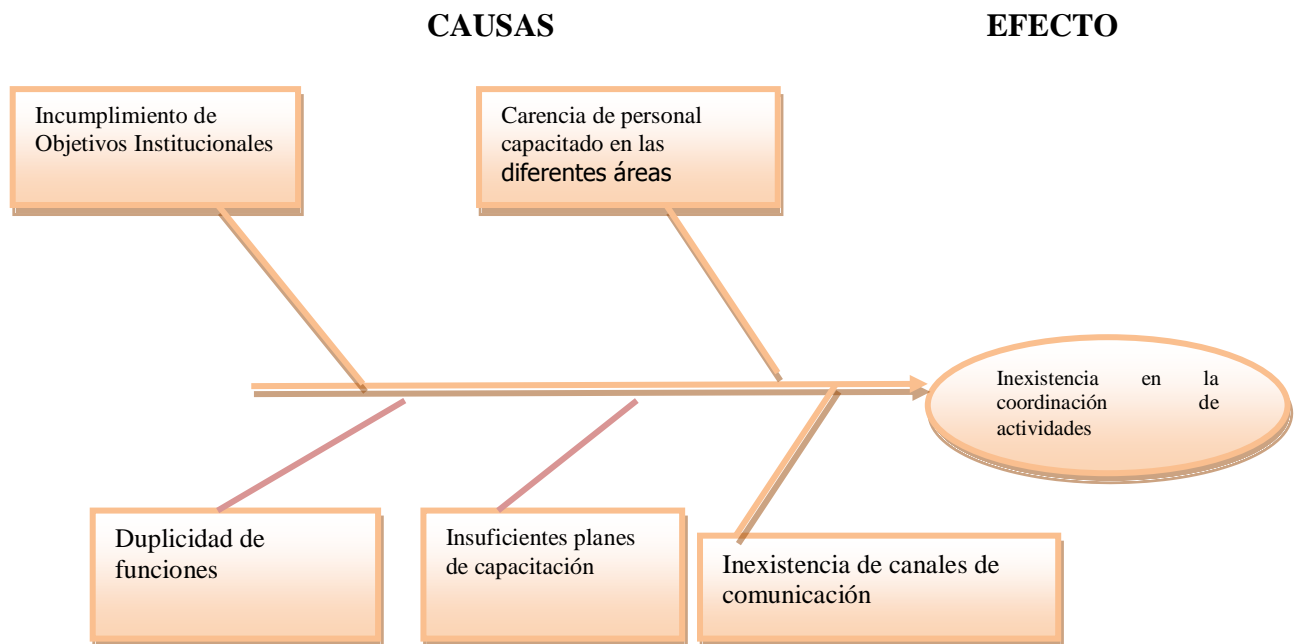 CAUSAS
EFECTO
Incumplimiento de
Objetivos Institucionales
Carencia de personal
capacitado en las
diferentes áreas
Inexistencia en la
coordinación de
actividades
Duplicidad de
funciones
Insuficientes planes
de capacitación
Inexistencia de canales de
comunicación